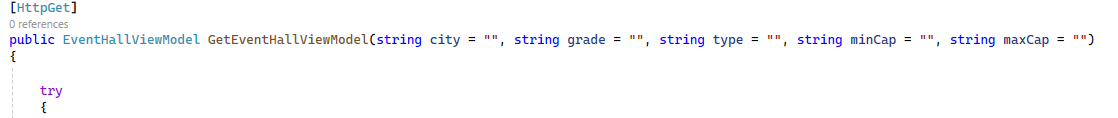 [HttpGet]
0 references
public EventHallViewModel GetEventHallViewModel(string city = "", string grade = "", string type = "", string minCap = "", string maxCap = "")
{
try
{